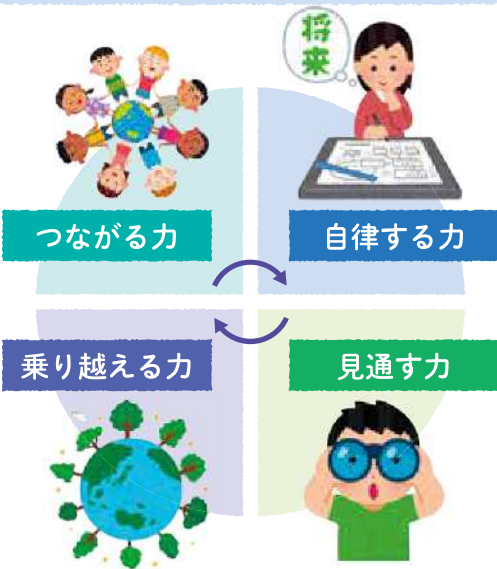 将来
つながる力
自律する力
乗り越える力
見通す力